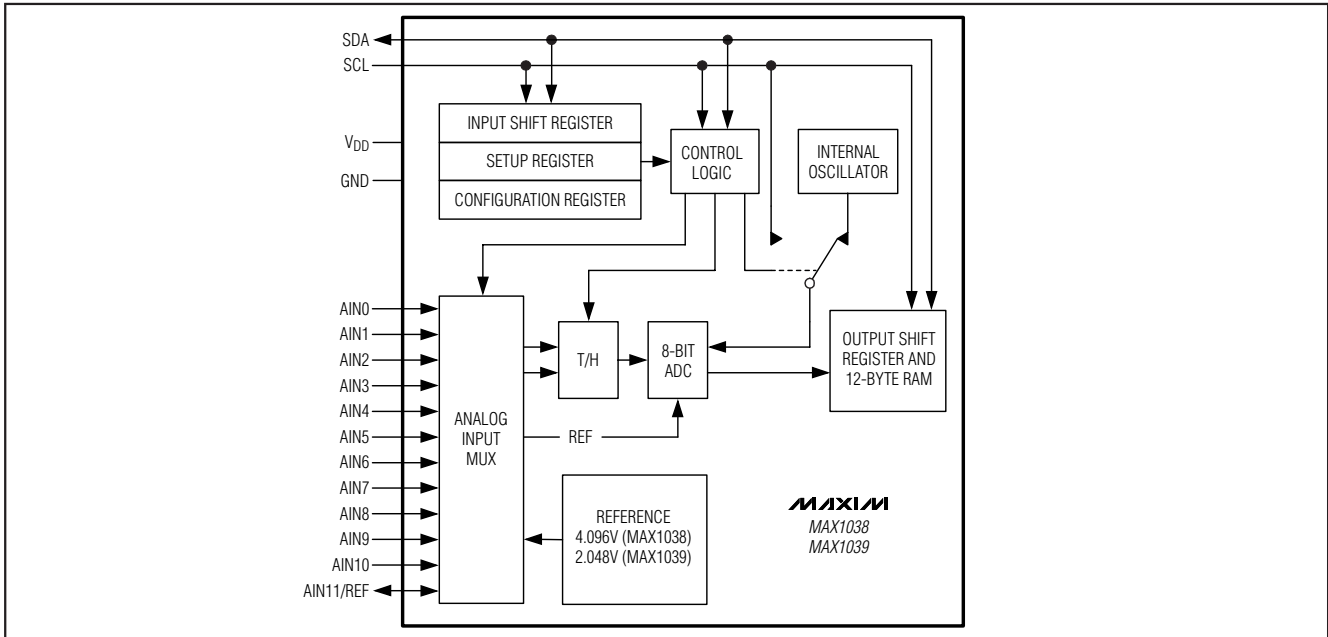 SDA
SCL
VDD
GND
INPUT SHIFT REGISTER
SETUP REGISTER
CONFIGURATION REGISTER
CONTROL
LOGIC
INTERNAL
OSCILLATOR
AIN0
AIN1
AIN2
AIN3
AIN4
AIN5
AIN6
AIN7
AIN8
AIN9
AIN10
AIN11/REF
ANALOG
INPUT
MUX
T/H
8-BIT
ADC
REF
OUTPUT SHIFT
REGISTER AND
12-BYTE RAM
REFERENCE
4.096V (MAX1038)
2.048V (MAX1039)
MAXIM
MAX1038
MAX1039